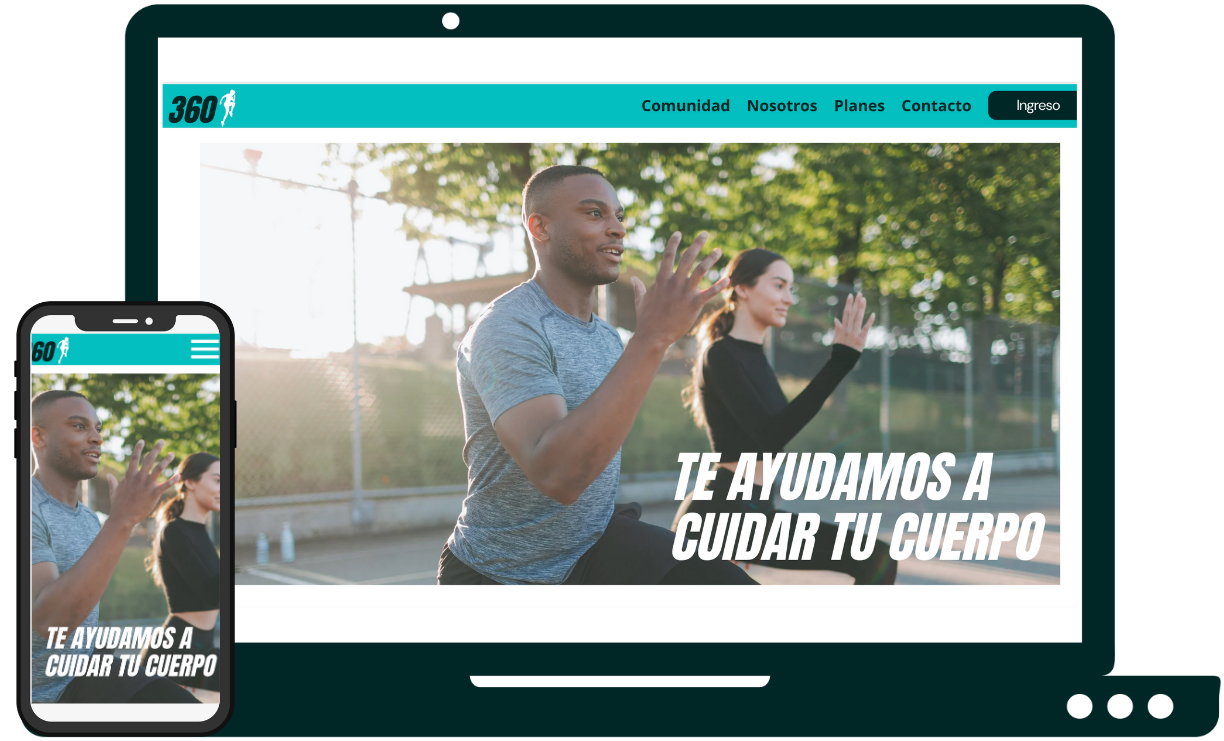 360
Comunidad Nosotros Planes Contacto Ingreso
TE AYUDAMOS A
CUIDAR TU CUERPO
60
TE AYUDAMOS A
CUIDAR TU CUERPO